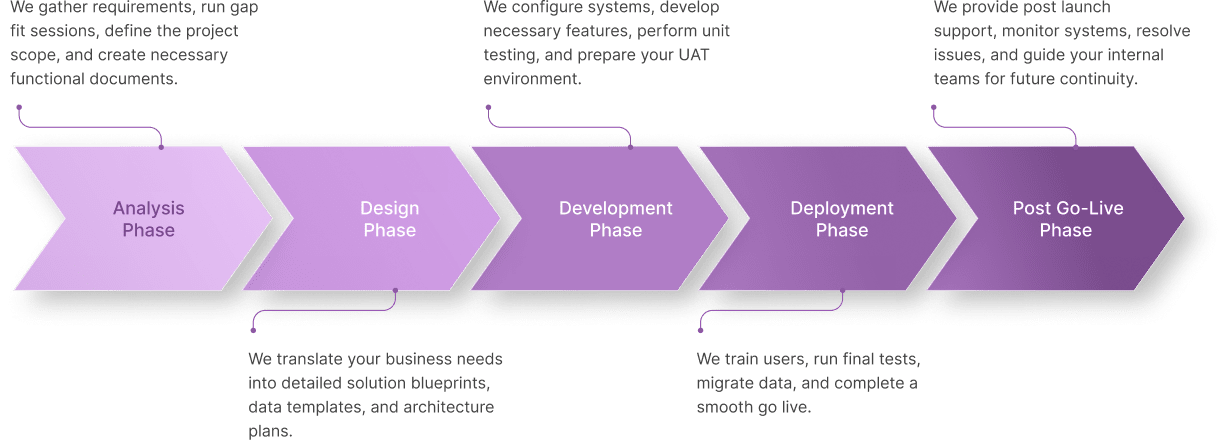 We gather requirements, run gap
fit sessions, define the project
scope, and create necessary
functional documents.
We configure systems, develop
necessary features, perform unit
testing, and prepare your UAT
environment.
We provide post launch
support, monitor systems, resolve
issues, and guide your internal
teams for future continuity.
Analysis
Phase
Design
Phase
Development
Phase
Deployment
Phase
Post Go-Live
Phase
We translate your business needs
into detailed solution blueprints,
data templates, and architecture
plans.
We train users, run final tests,
migrate data, and complete a
smooth go live.